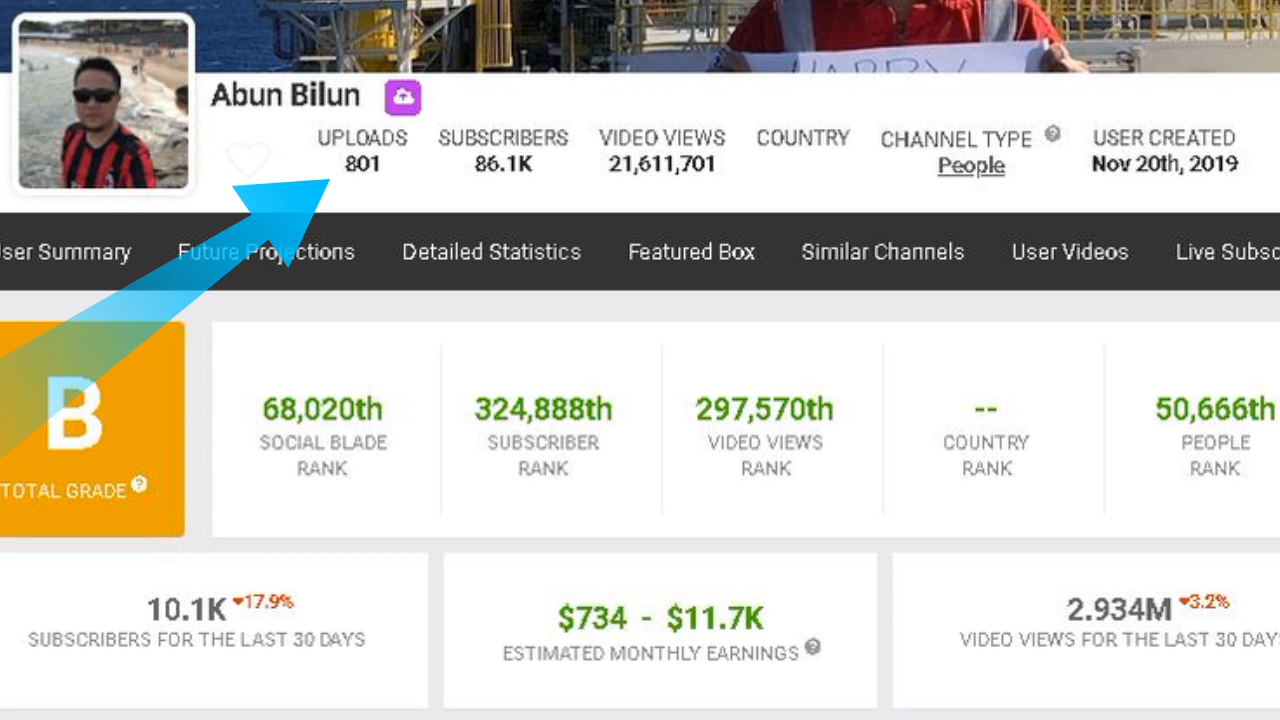 HAPPY
Abun Bilun
UPLOADS
801
SUBSCRIBERS
86.1K
VIDEO VIEWS
21,611,701
COUNTRY
CHANNEL TYPE
People
USER CREATED
Nov 20th, 2019
ser Summary
Future Projections
Detailed Statistics
Featured Box
Similar Channels
User Videos
Live Subsc
B
TOTAL GRADE
68,020th
SOCIAL BLADE
RANK
324,888th
SUBSCRIBER
RANK
297,570th
VIDEO VIEWS
RANK
--
COUNTRY
RANK
50,666th
PEOPLE
RANK
10.1K 17.9%
SUBSCRIBERS FOR THE LAST 30 DAYS
$734 - $11.7K
ESTIMATED MONTHLY EARNINGS
2.934M 3.2%
VIDEO VIEWS FOR THE LAST 30 DAY